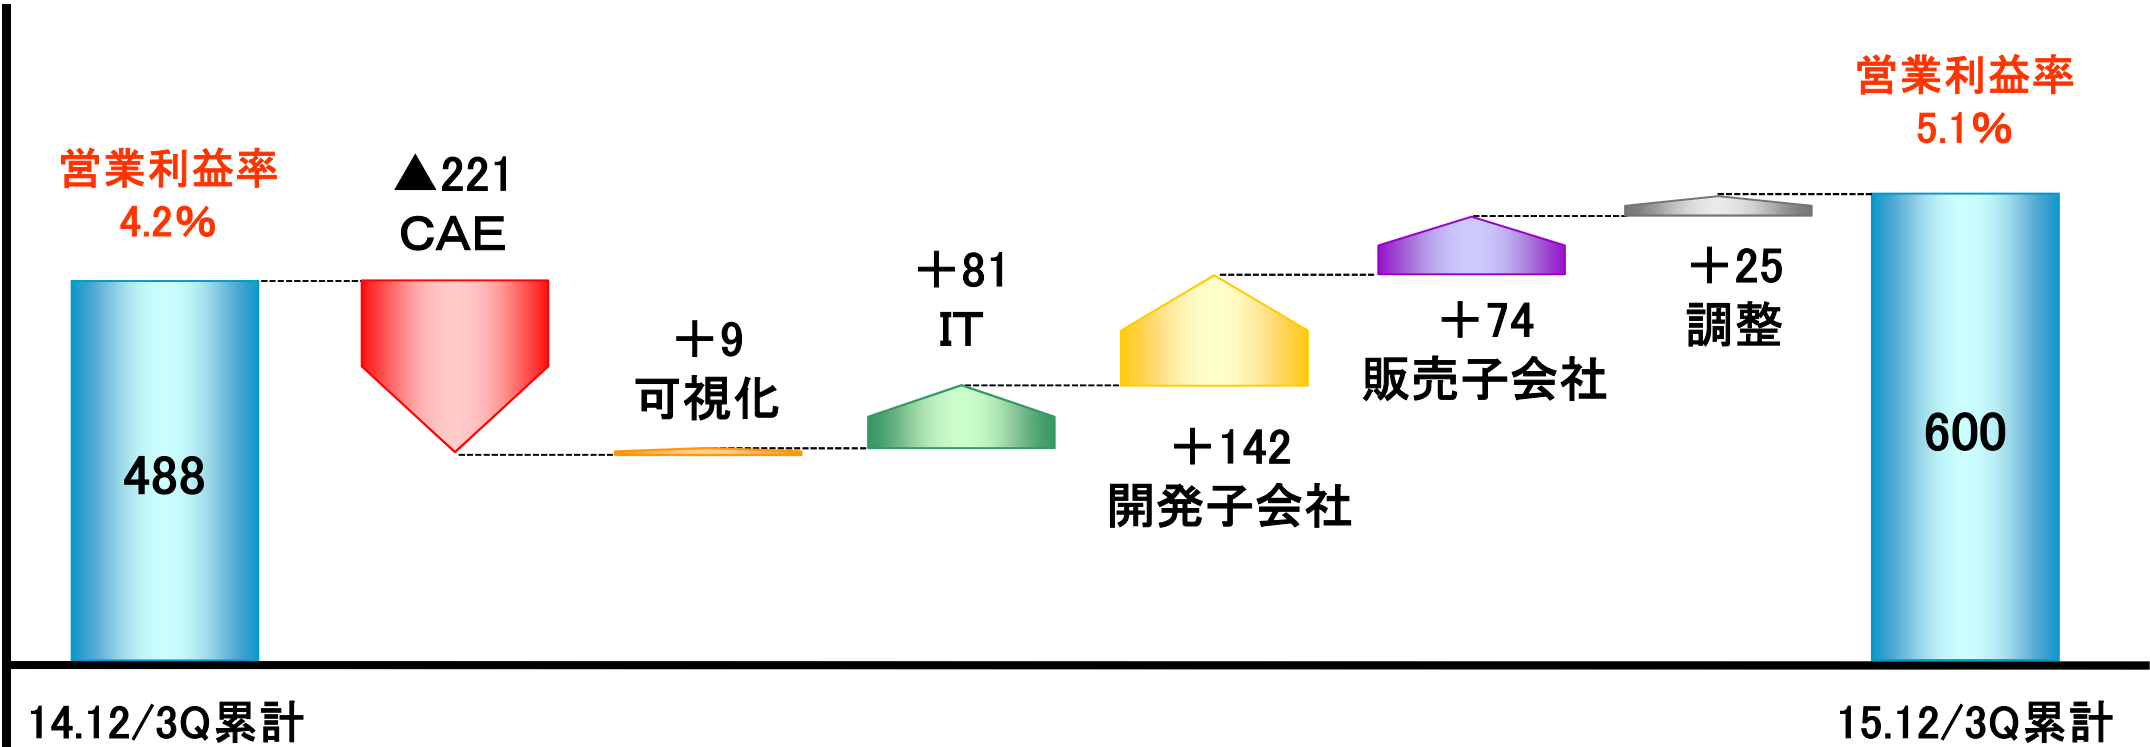 営業利益率
4.2%
488
▲221
CAE
+9
可視化
+81
IT
+142
開発子会社
+74
販売子会社
+25
調整
営業利益率
5.1%
600
14.12/3Q累計
15.12/3Q累計